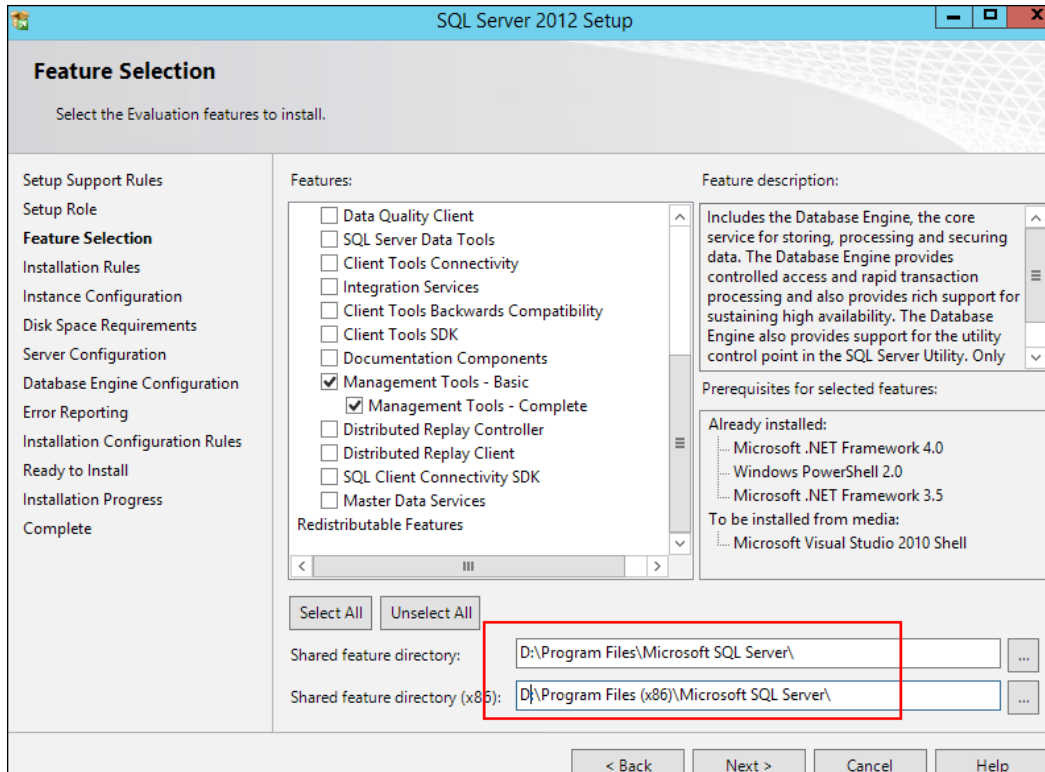 SQL Server 2012 Setup
Feature Selection
Select the Evaluation features to install.
Setup Support Rules
Setup Role
Feature Selection
Installation Rules
Instance Configuration
Disk Space Requirements
Server Configuration
Database Engine Configuration
Error Reporting
Installation Configuration Rules
Ready to Install
Installation Progress
Complete
Features:
Data Quality Client
SQL Server Data Tools
Client Tools Connectivity
Integration Services
Client Tools Backwards Compatibility
Client Tools SDK
Documentation Components
Management Tools - Basic
Management Tools - Complete
Distributed Replay Controller
Distributed Replay Client
SQL Client Connectivity SDK
Master Data Services
Redistributable Features
Feature description:
Includes the Database Engine, the core
service for storing, processing and securing
data. The Database Engine provides
controlled access and rapid transaction
processing and also provides rich support for
sustaining high availability. The Database
Engine also provides support for the utility
control point in the SQL Server Utility. Only
Prerequisites for selected features:
Already installed:
Microsoft .NET Framework 4.0
Windows PowerShell 2.0
Microsoft .NET Framework 3.5
To be installed from media:
Microsoft Visual Studio 2010 Shell
Select All
Unselect All
Shared feature directory:
D:\Program Files\Microsoft SQL Server\
...
Shared feature directory (x86):
D:\Program Files (x86)\Microsoft SQL Server\
...
< Back
Next >
Cancel
Help